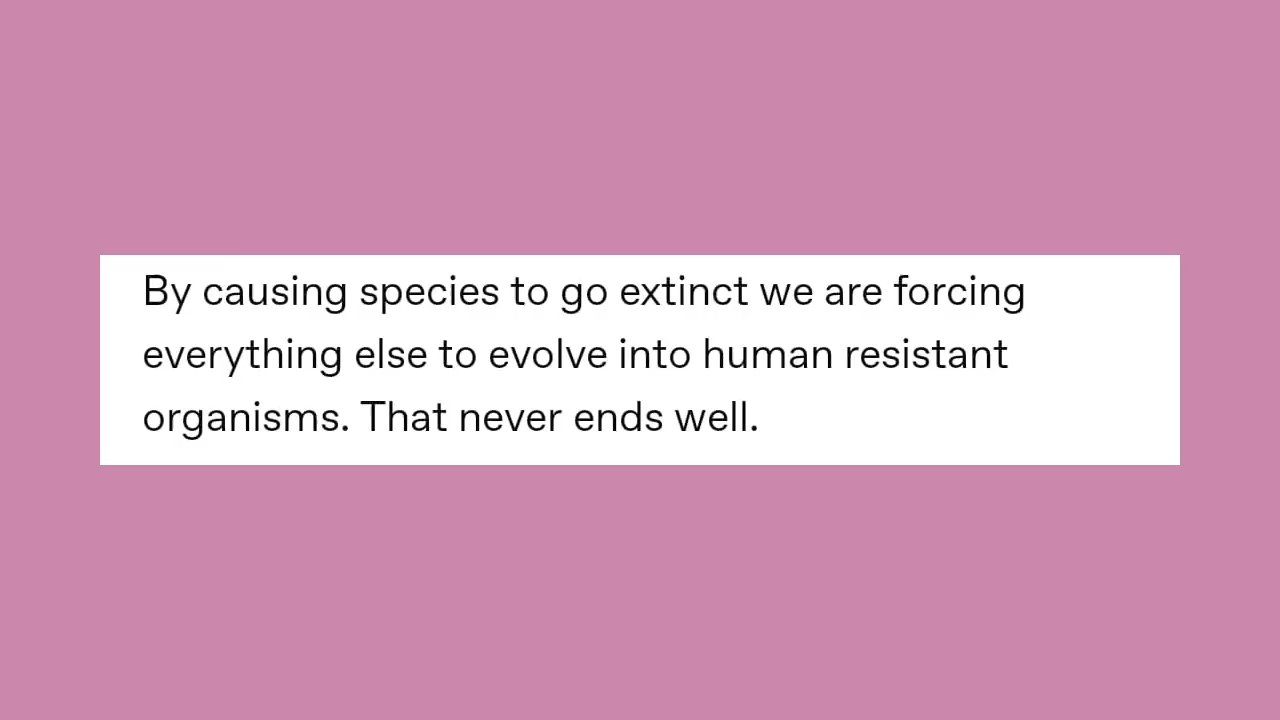 By causing species to go extinct we are forcing
everything else to evolve into human resistant
organisms. That never ends well.